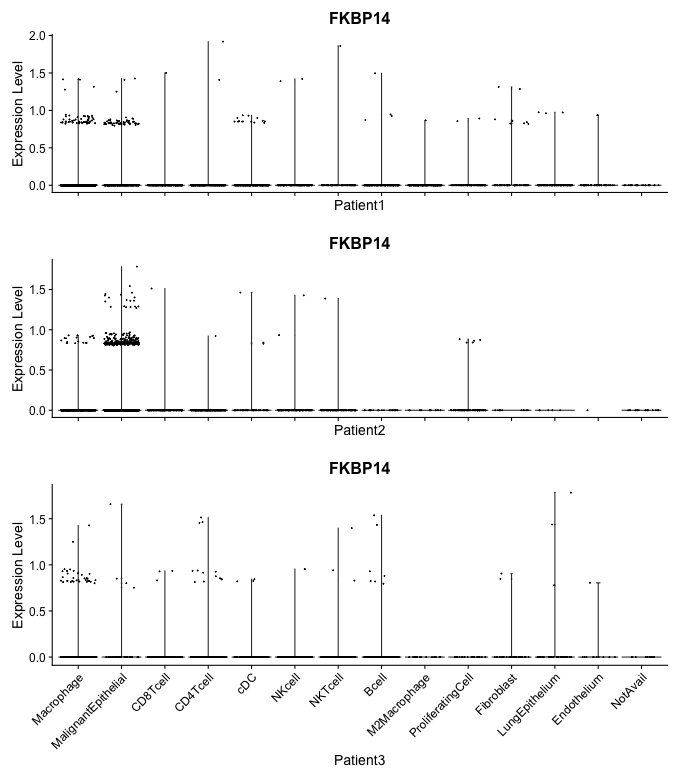 FKBP14
Expression Level
2.0
1.5
1.0
0.5
0.0
Patient1
FKBP14
Expression Level
1.5
1.0
0.5
0.0
Patient2
FKBP14
Expression Level
1.5
1.0
0.5
0.0
Macrophage
MalignantEpithelial
CD8Tcell
CD4Tcell
cDC
NKcell
NKTcell
Bcell
M2Macrophage
ProliferatingCell
Fibroblast
LungEpithelium
Endothelium
NotAvail
Patient3